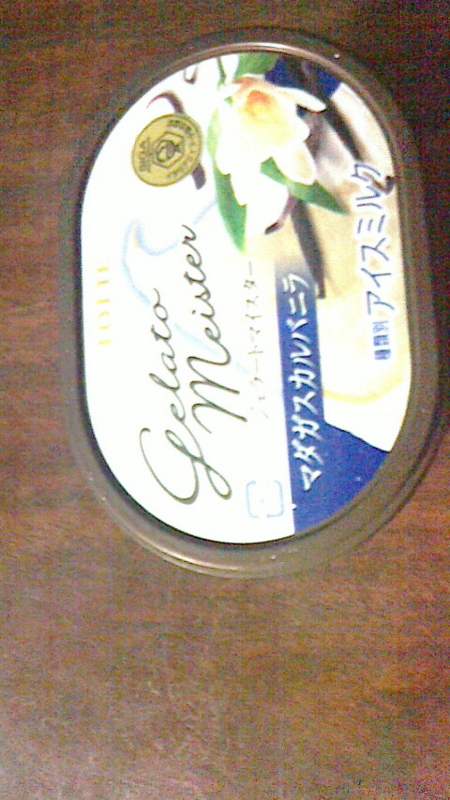 LOTTE
Gelato
Meister
ジェラートマイスター
マダガスカルバニラ
種類別 アイスミルク